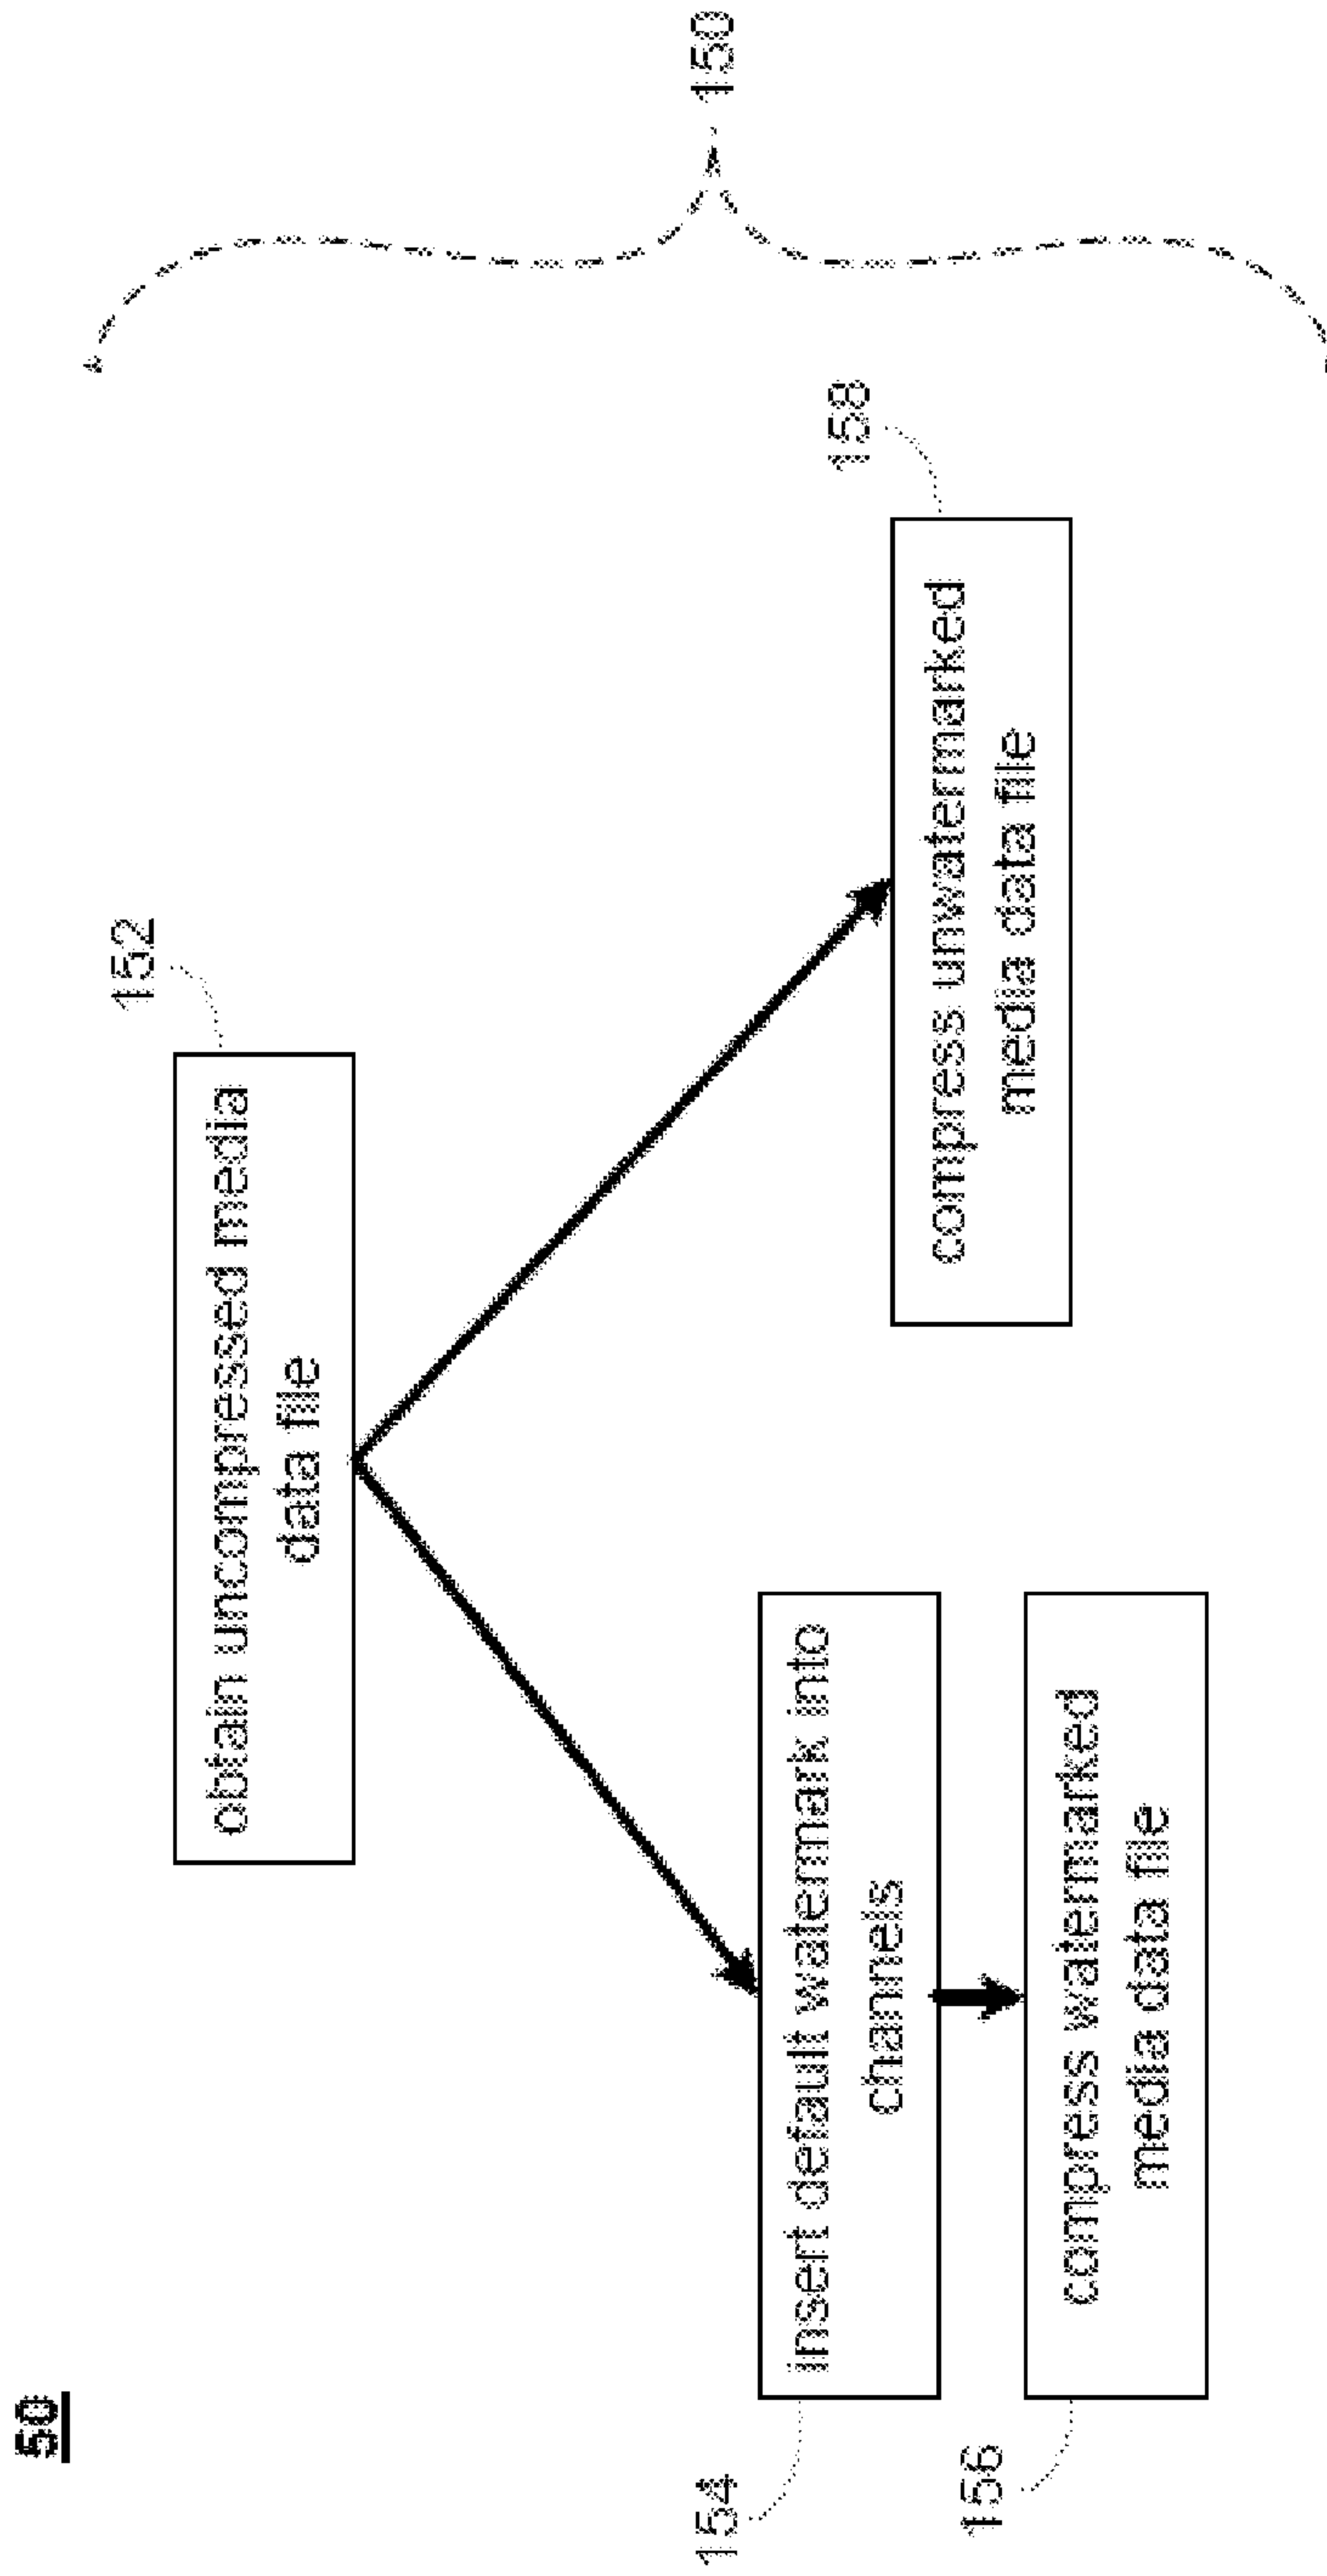 50
152
obtain uncompressed media
data file
154
insert default watermark into
channels
156
compress watermarked
media data file
158
compress unwatermarked
media data file
150